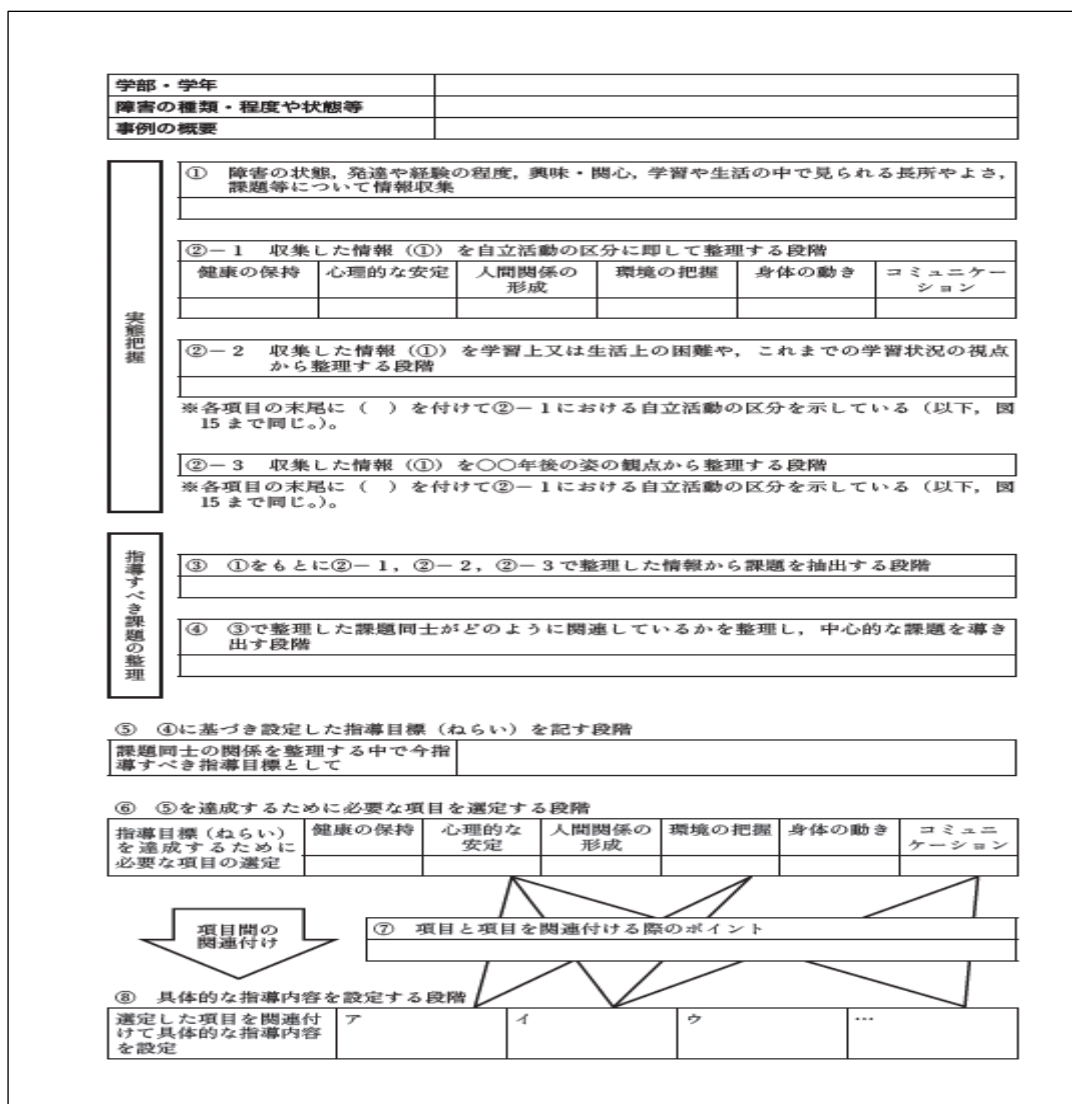 学部・学年
障害の種類・程度や状態等
事例の概要
実態把握
① 障害の状態，発達や経験の程度，興味・関心，学習や生活の中で見られる長所やよさ，
課題等について情報収集
②－１ 収集した情報（①）を自立活動の区分に即して整理する段階
健康の保持 心理的な安定 人間関係の 環境の把握 身体の動き コミュニケー
形成 ション
②－２ 収集した情報（①）を学習上又は生活上の困難や，これまでの学習状況の視点
から整理する段階
※各項目の末尾に（ ）を付けて②－１における自立活動の区分を示している（以下，図
15 まで同じ。）。
②－３ 収集した情報（①）を○○年後の姿の観点から整理する段階
※各項目の末尾に（ ）を付けて②－１における自立活動の区分を示している（以下，図
15 まで同じ。）。
指導すべき課題の整理
③ ①をもとに②－１，②－２，②－３で整理した情報から課題を抽出する段階
④ ③で整理した課題同士がどのように関連しているかを整理し，中心的な課題を導き
出す段階
⑤ ④に基づき設定した指導目標（ねらい）を記す段階
課題同士の関係を整理する中で今指
導すべき指導目標として
⑥ ⑤を達成するために必要な項目を選定する段階
指導目標（ねらい）
を達成するために
必要な項目の選定
健康の保持 心理的な 人間関係の 環境の把握 身体の動き コミュニ
安定 形成 ケーション
項目間の
関連付け
⑦ 項目と項目を関連付ける際のポイント
⑧ 具体的な指導内容を設定する段階
選定した項目を関連付
けて具体的な指導内容
を設定
ア イ ウ …